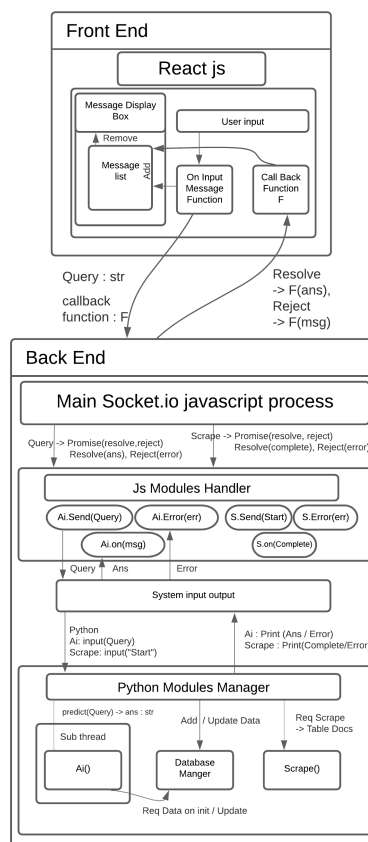 Front End
React js
Message Display
Box
User input
Remove
Message
list
Add
On Input
Message
Function
Call Back
Function
F
Query : str
callback
function : F
Resolve
-> F(ans),
Reject
-> F(msg)
Back End
Main Socket.io javascript process
Query -> Promise(resolve,reject)
Resolve(ans), Reject(error)
Scrape -> Promise(resolve, reject)
Resolve(complete), Reject(error)
Js Modules Handler
Ai.Send(Query)
Ai.Error(err)
S.Send(Start)
S.Error(err)
Ai.on(msg)
S.on(Complete)
Query
Ans
Error
System input output
Python
Ai: input(Query)
Scrape: input("Start")
Ai : Print (Ans / Error)
Scrape : Print(Complete/Error
Python Modules Manager
predict(Query) -> ans : str
Add / Update Data
Req Scrape
-> Table Docs
Sub thread
Ai()
Database
Manger
Scrape()
Req Data on init / Update